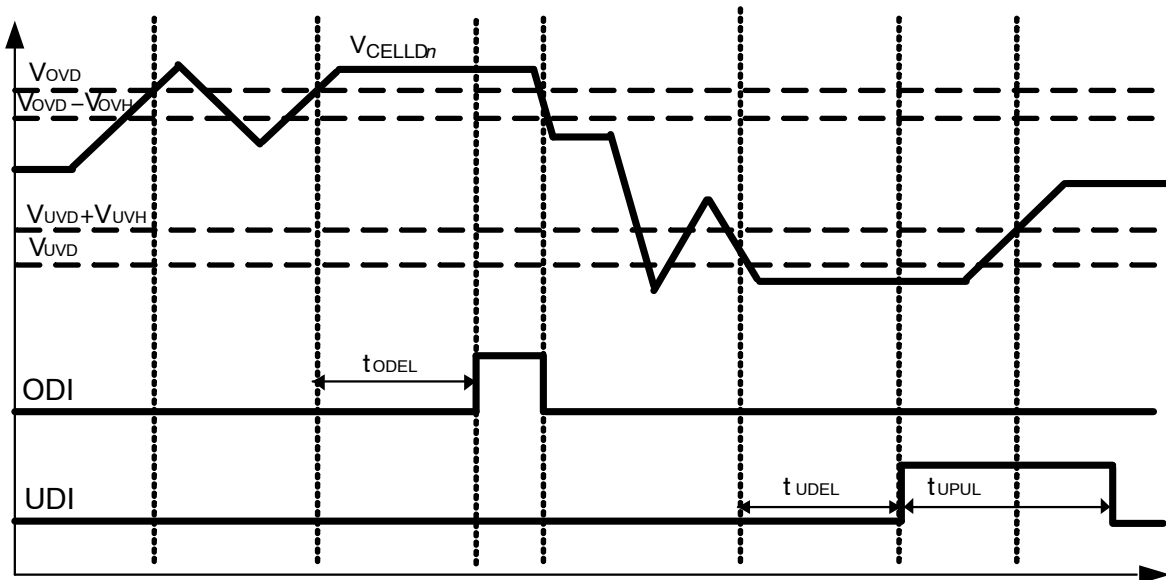 VCELLDn
VOVD
VOVD–VOVH
VUVD+VUVH
VUVD
tODEL
ODI
tUDEL
tUPUL
UDI